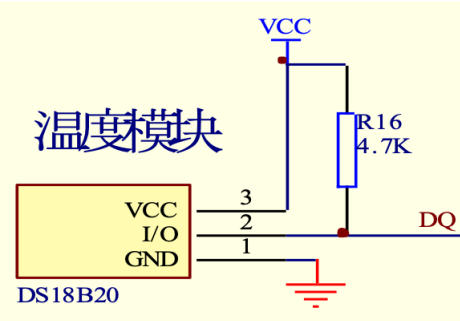 VCC
温度模块
R16
4.7K
VCC 3
I/O 2
GND 1
DQ
DS18B20